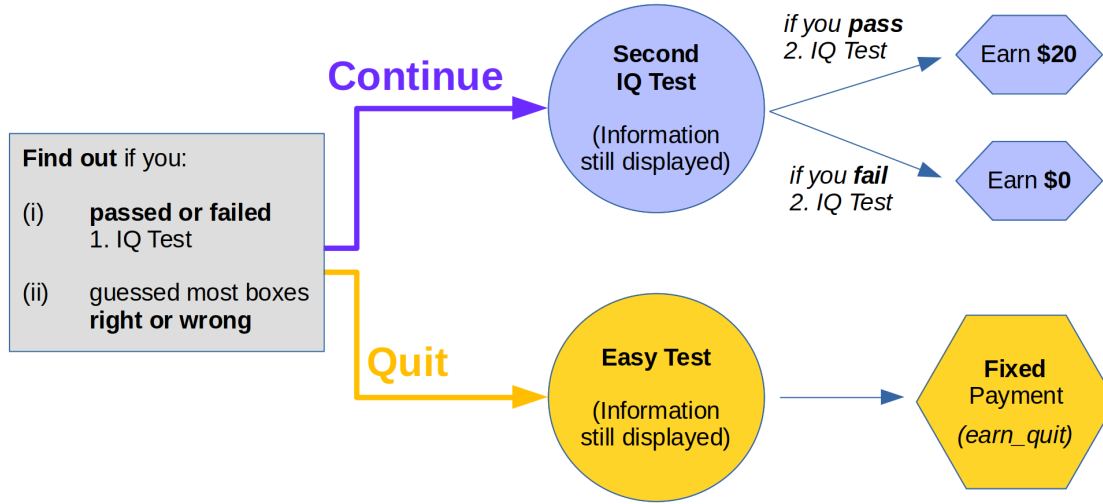 Find out if you:
(i) passed or failed
1. IQ Test
(ii) guessed most boxes
right or wrong
Continue
Second
IQ Test
(Information
still displayed)
if you pass
2. IQ Test
Earn $20
if you fail
2. IQ Test
Earn $0
Quit
Easy Test
(Information
still displayed)
Fixed
Payment
(earn_quit)